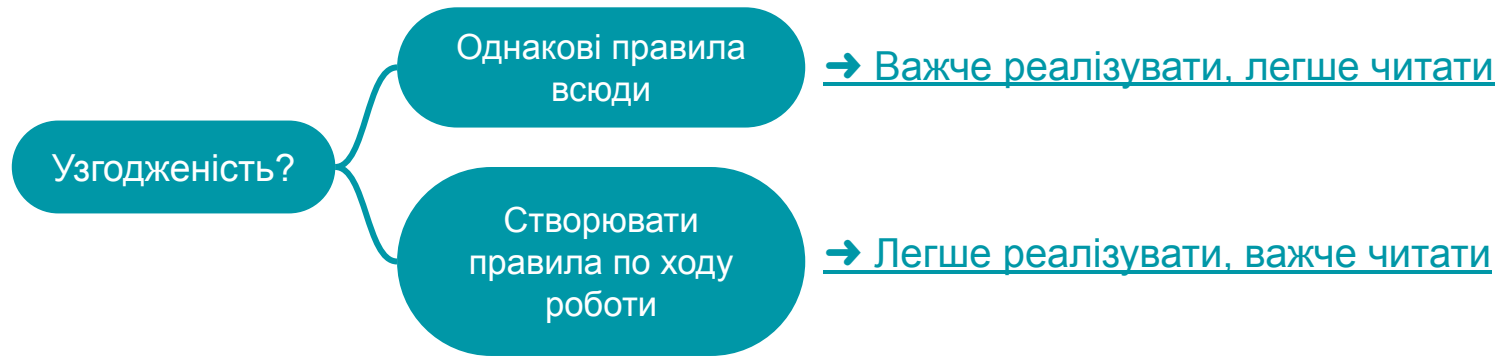 Узгодженість?
Однакові правила
всюди
➜ Важче реалізувати, легше читати
Створювати
правила по ходу
роботи
➜ Легше реалізувати, важче читати